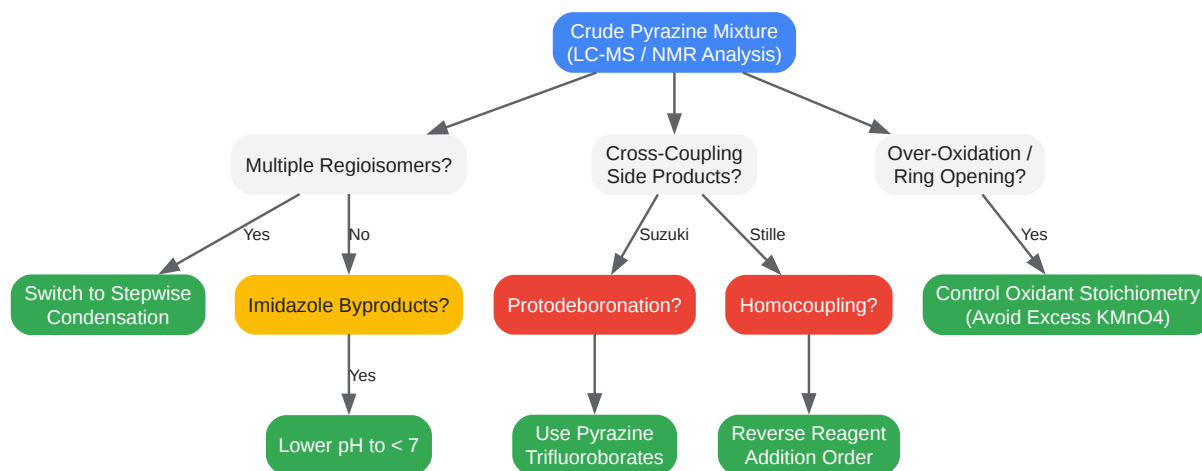 Crude Pyrazine Mixture
(LC-MS / NMR Analysis)
Multiple Regioisomers?
Cross-Coupling
Side Products?
Over-Oxidation /
Ring Opening?
Yes
No
Suzuki
Stille
Yes
Switch to Stepwise
Condensation
Imidazole Byproducts?
Protodeboronation?
Homocoupling?
Control Oxidant Stoichiometry
(Avoid Excess KMnO4)
Yes
Lower pH to < 7
Use Pyrazine
Trifluoroborates
Reverse Reagent
Addition Order